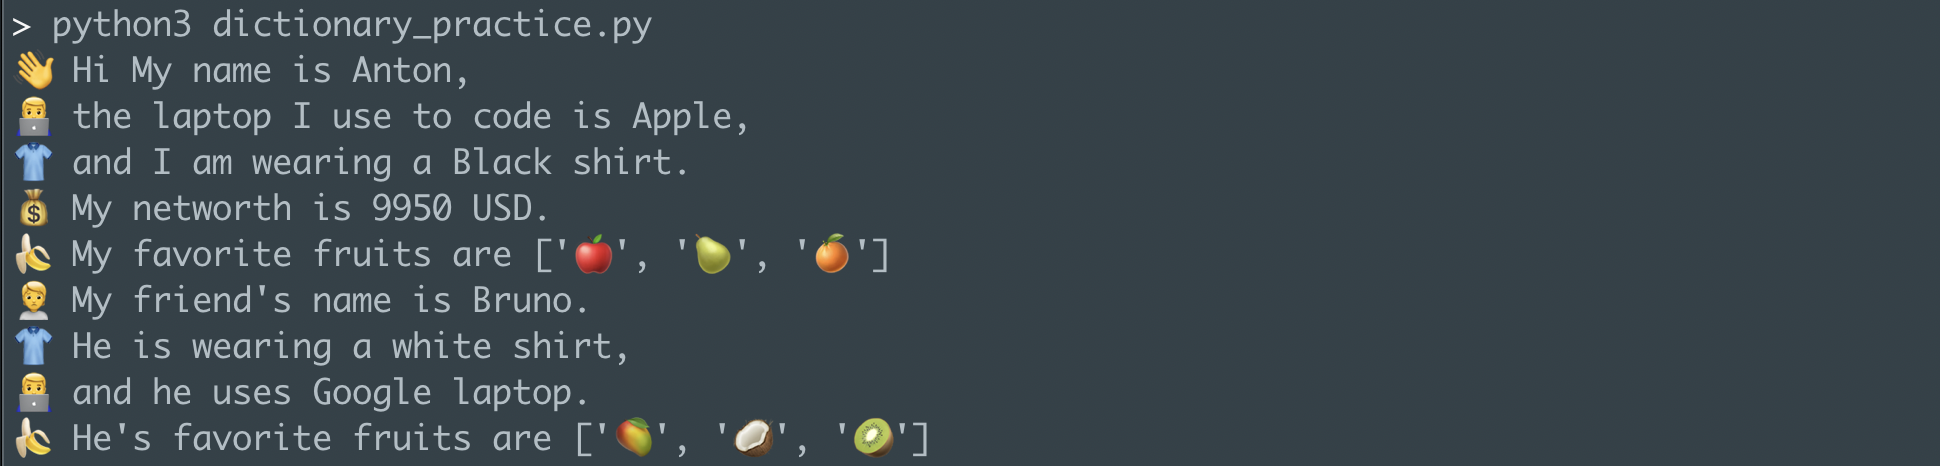 > python3 dictionary_practice.py
👋 Hi My name is Anton,
👨‍💻 the laptop I use to code is Apple,
👕 and I am wearing a Black shirt.
💰 My networth is 9950 USD.
🍌 My favorite fruits are ['🍎', '🍐', '🍊']
🙍 My friend's name is Bruno.
👕 He is wearing a white shirt,
👨‍💻 and he uses Google laptop.
🍌 He's favorite fruits are ['🥭', '🥥', '🥝']